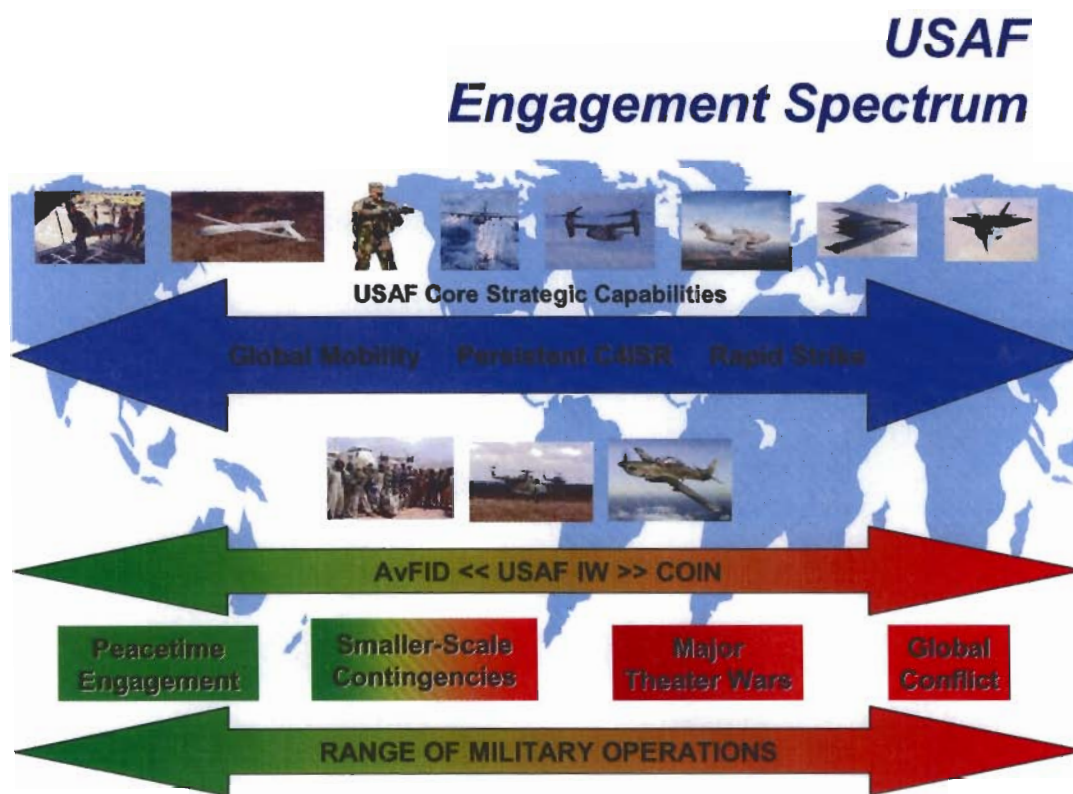 USAF
Engagement Spectrum
USAF Core Strategic Capabilities
Global Mobility Persistent C4ISR Rapid Strike
AvFID << USAF IW >> COIN
Peacetime
Engagement
Smaller-Scale
Contingencies
Major
Theater Wars
Global
Conflict
RANGE OF MILITARY OPERATIONS